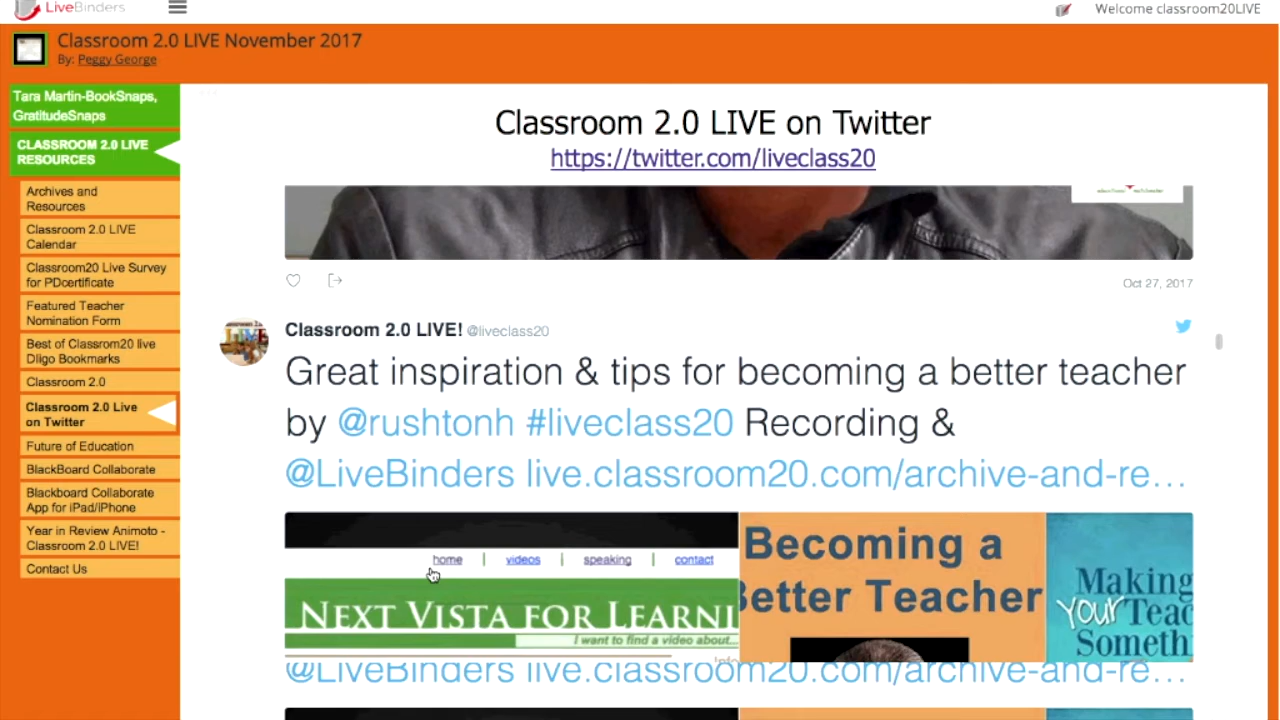 LiveBinders
Welcome classroom20LIVE
Classroom 2.0 LIVE November 2017
By: Peggy George
Tara Martin-BookSnaps,
GratitudeSnaps
CLASSROOM 2.0 LIVE
RESOURCES
Archives and
Resources
Classroom 2.0 LIVE
Calendar
Classroom20 Live Survey
for PDcertificate
Featured Teacher
Nomination Form
Best of Classrom20 live
Diigo Bookmarks
Classroom 2.0
Classroom 2.0 Live
on Twitter
Future of Education
BlackBoard Collaborate
Blackboard Collaborate
App for iPad/iPhone
Year in Review Animoto -
Classroom 2.0 LIVE!
Contact Us
Classroom 2.0 LIVE on Twitter
https://twitter.com/liveclass20
Oct 27, 2017
Classroom 2.0 LIVE! @liveclass20
Great inspiration & tips for becoming a better teacher
by @rushtonh #liveclass20 Recording &
@LiveBinders live.classroom20.com/archive-and-re…
home | videos | speaking | contact
NEXT VISTA FOR LEARNI
I want to find a video about...
Becoming a
Better Teacher
Making
Your Teac
Someth
@LiveBinders live.classroom20.com/archive-and-re…